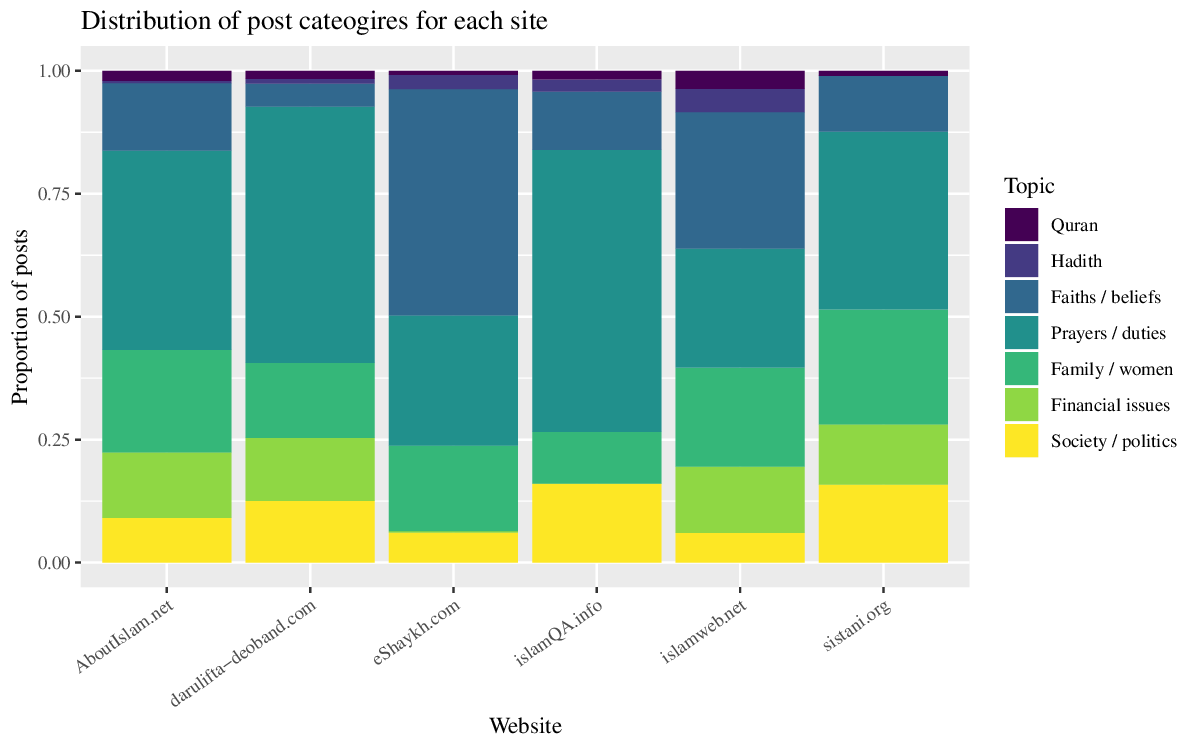 Distribution of post cateogires for each site
Proportion of posts
1.00
0.75
0.50
0.25
0.00
AboutIslam.net
darulifta−deoband.com
eShaykh.com
islamQA.info
islamweb.net
sistani.org
Website
Topic
Quran
Hadith
Faiths / beliefs
Prayers / duties
Family / women
Financial issues
Society / politics